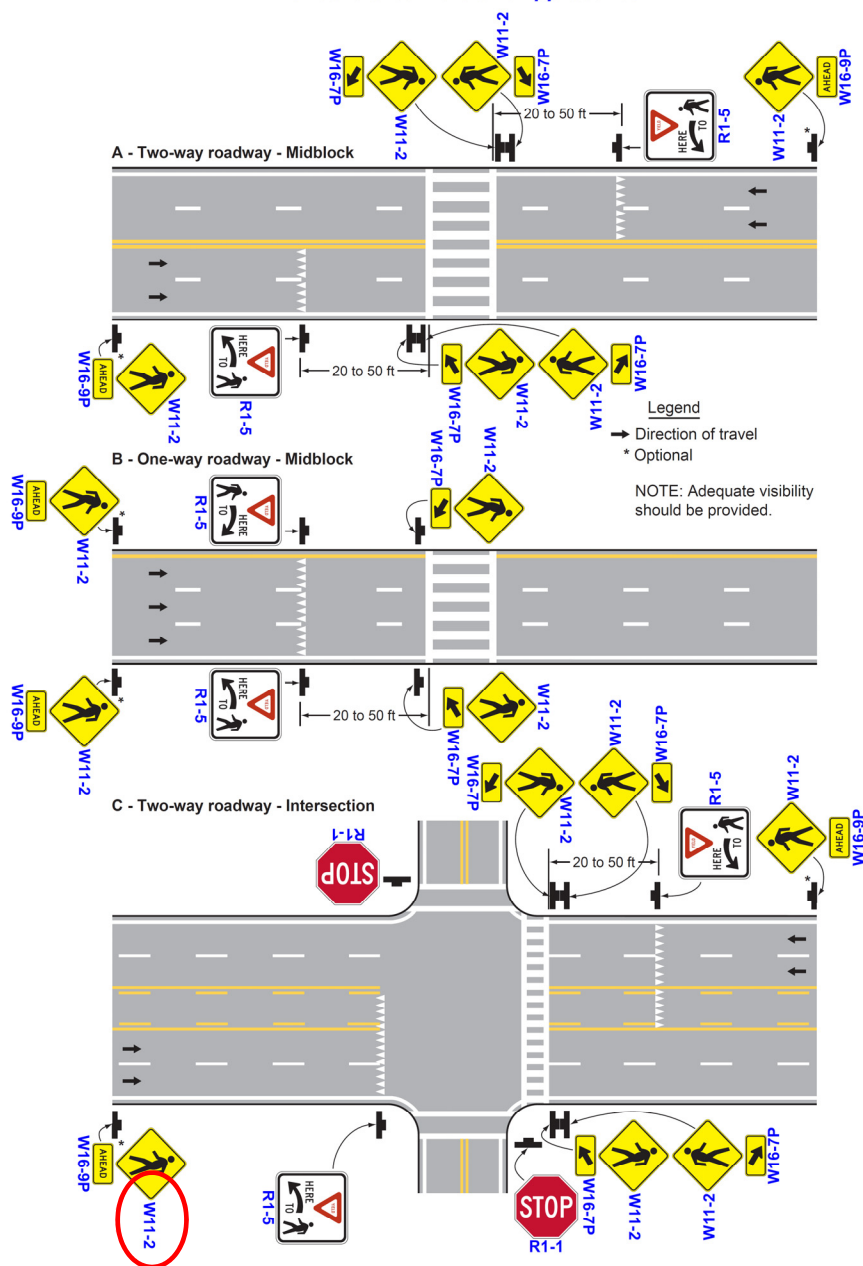 W16-7P
W11-2
W11-2
W16-7P
20 to 50 ft
YIELD
HERE
TO
R1-5
W11-2
AHEAD
W16-9P
*
A - Two-way roadway - Midblock
W16-9P
AHEAD
*
W11-2
HERE
TO
YIELD
R1-5
20 to 50 ft
W16-7P
W11-2
W11-2
W16-7P
Legend
Direction of travel
* Optional
NOTE: Adequate visibility
should be provided.
B - One-way roadway - Midblock
W16-9P
AHEAD
*
W11-2
R1-5
YIELD
HERE
TO
W16-7P
W11-2
W16-9P
AHEAD
*
W11-2
R1-5
HERE
TO
YIELD
20 to 50 ft
W16-7P
W11-2
C - Two-way roadway - Intersection
R1-1
STOP
W16-7P
W11-2
W11-2
W16-7P
20 to 50 ft
R1-5
YIELD
HERE
TO
W11-2
AHEAD
W16-9P
*
W16-9P
AHEAD
*
W11-2
R1-5
HERE
TO
YIELD
STOP
R1-1
W16-7P
W11-2
W11-2
W16-7P